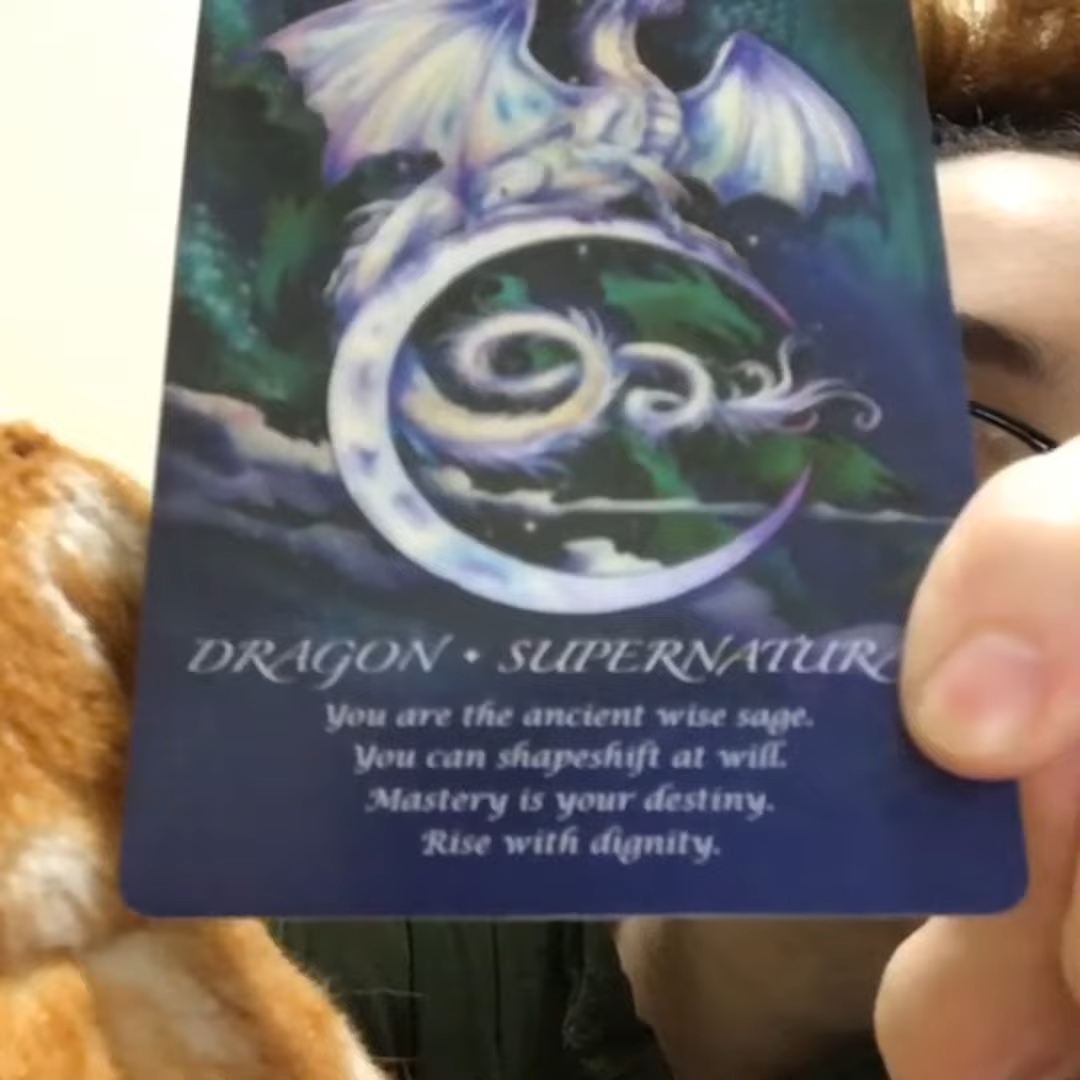 DRAGON • SUPERNATURA
You are the ancient wise sage.
You can shapeshift at will.
Mastery is your destiny.
Rise with dignity.